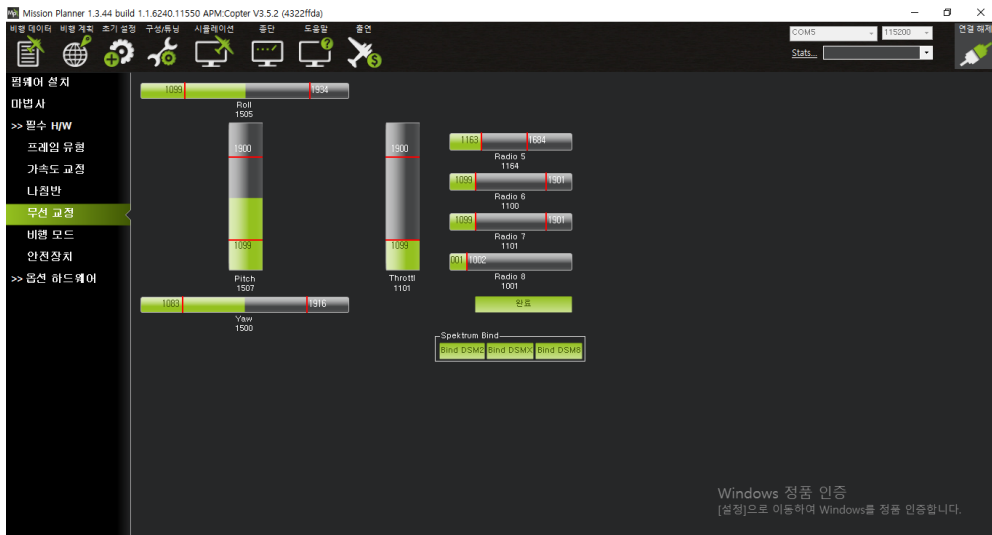 Mission Planner 1.3.44 build 1.1.6240.11550 APM:Copter V3.5.2 (4322ffda)
비행 데이터 비행 계획 초기 설정 구성/튜닝 시뮬레이션 종단 도움말 출연
COM5 115200 연결 해제
Stats...
펌웨어 설치
마법사
>> 필수 H/W
프레임 유형
가속도 교정
나침반
무선 교정
비행 모드
안전장치
>> 옵션 하드웨어
1099 1934
Roll
1505
1900
1099
Pitch
1507
1900
1099
Throttl
1101
1083 1916
Yaw
1500
1163 1684
Radio 5
1164
1099 1901
Radio 6
1100
1099 1901
Radio 7
1101
001 1002
Radio 8
1001
완료
Spektrum Bind
Bind DSM2 Bind DSMX Bind DSM8
Windows 정품 인증
[설정]으로 이동하여 Windows를 정품 인증합니다.